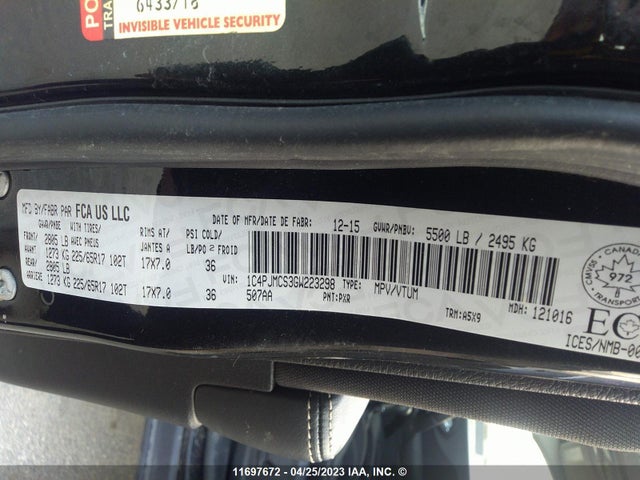 PO
TRA
6433716
INVISIBLE VEHICLE SECURITY
MFD BY/FABR PAR FCA US LLC
DATE OF MFR/DATE DE FABR: 12-15 GVWR/PNBV: 5500 LB / 2495 KG
GAWR/PNBE WITH TIRES/ RIMS AT/ PSI COLD/
FRONT/ 2805 LB AVEC PNEUS JANTES A LB/PO 2 FROID
AVANT 1273 KG 225/65R17 102T 17X7.0 36
REAR/ 2805 LB
ARRIERE 1273 KG 225/65R17 102T 17X7.0 36
VIN: 1C4PJMCS3GW223298 TYPE: MPV/VTUM
507AA PNT:PXR TRM:A5X9 MDH: 121016
CANADA
972
TRANSPORT
EC
ICES/NMB-00
11697672 - 04/25/2023 IAA, INC. ©